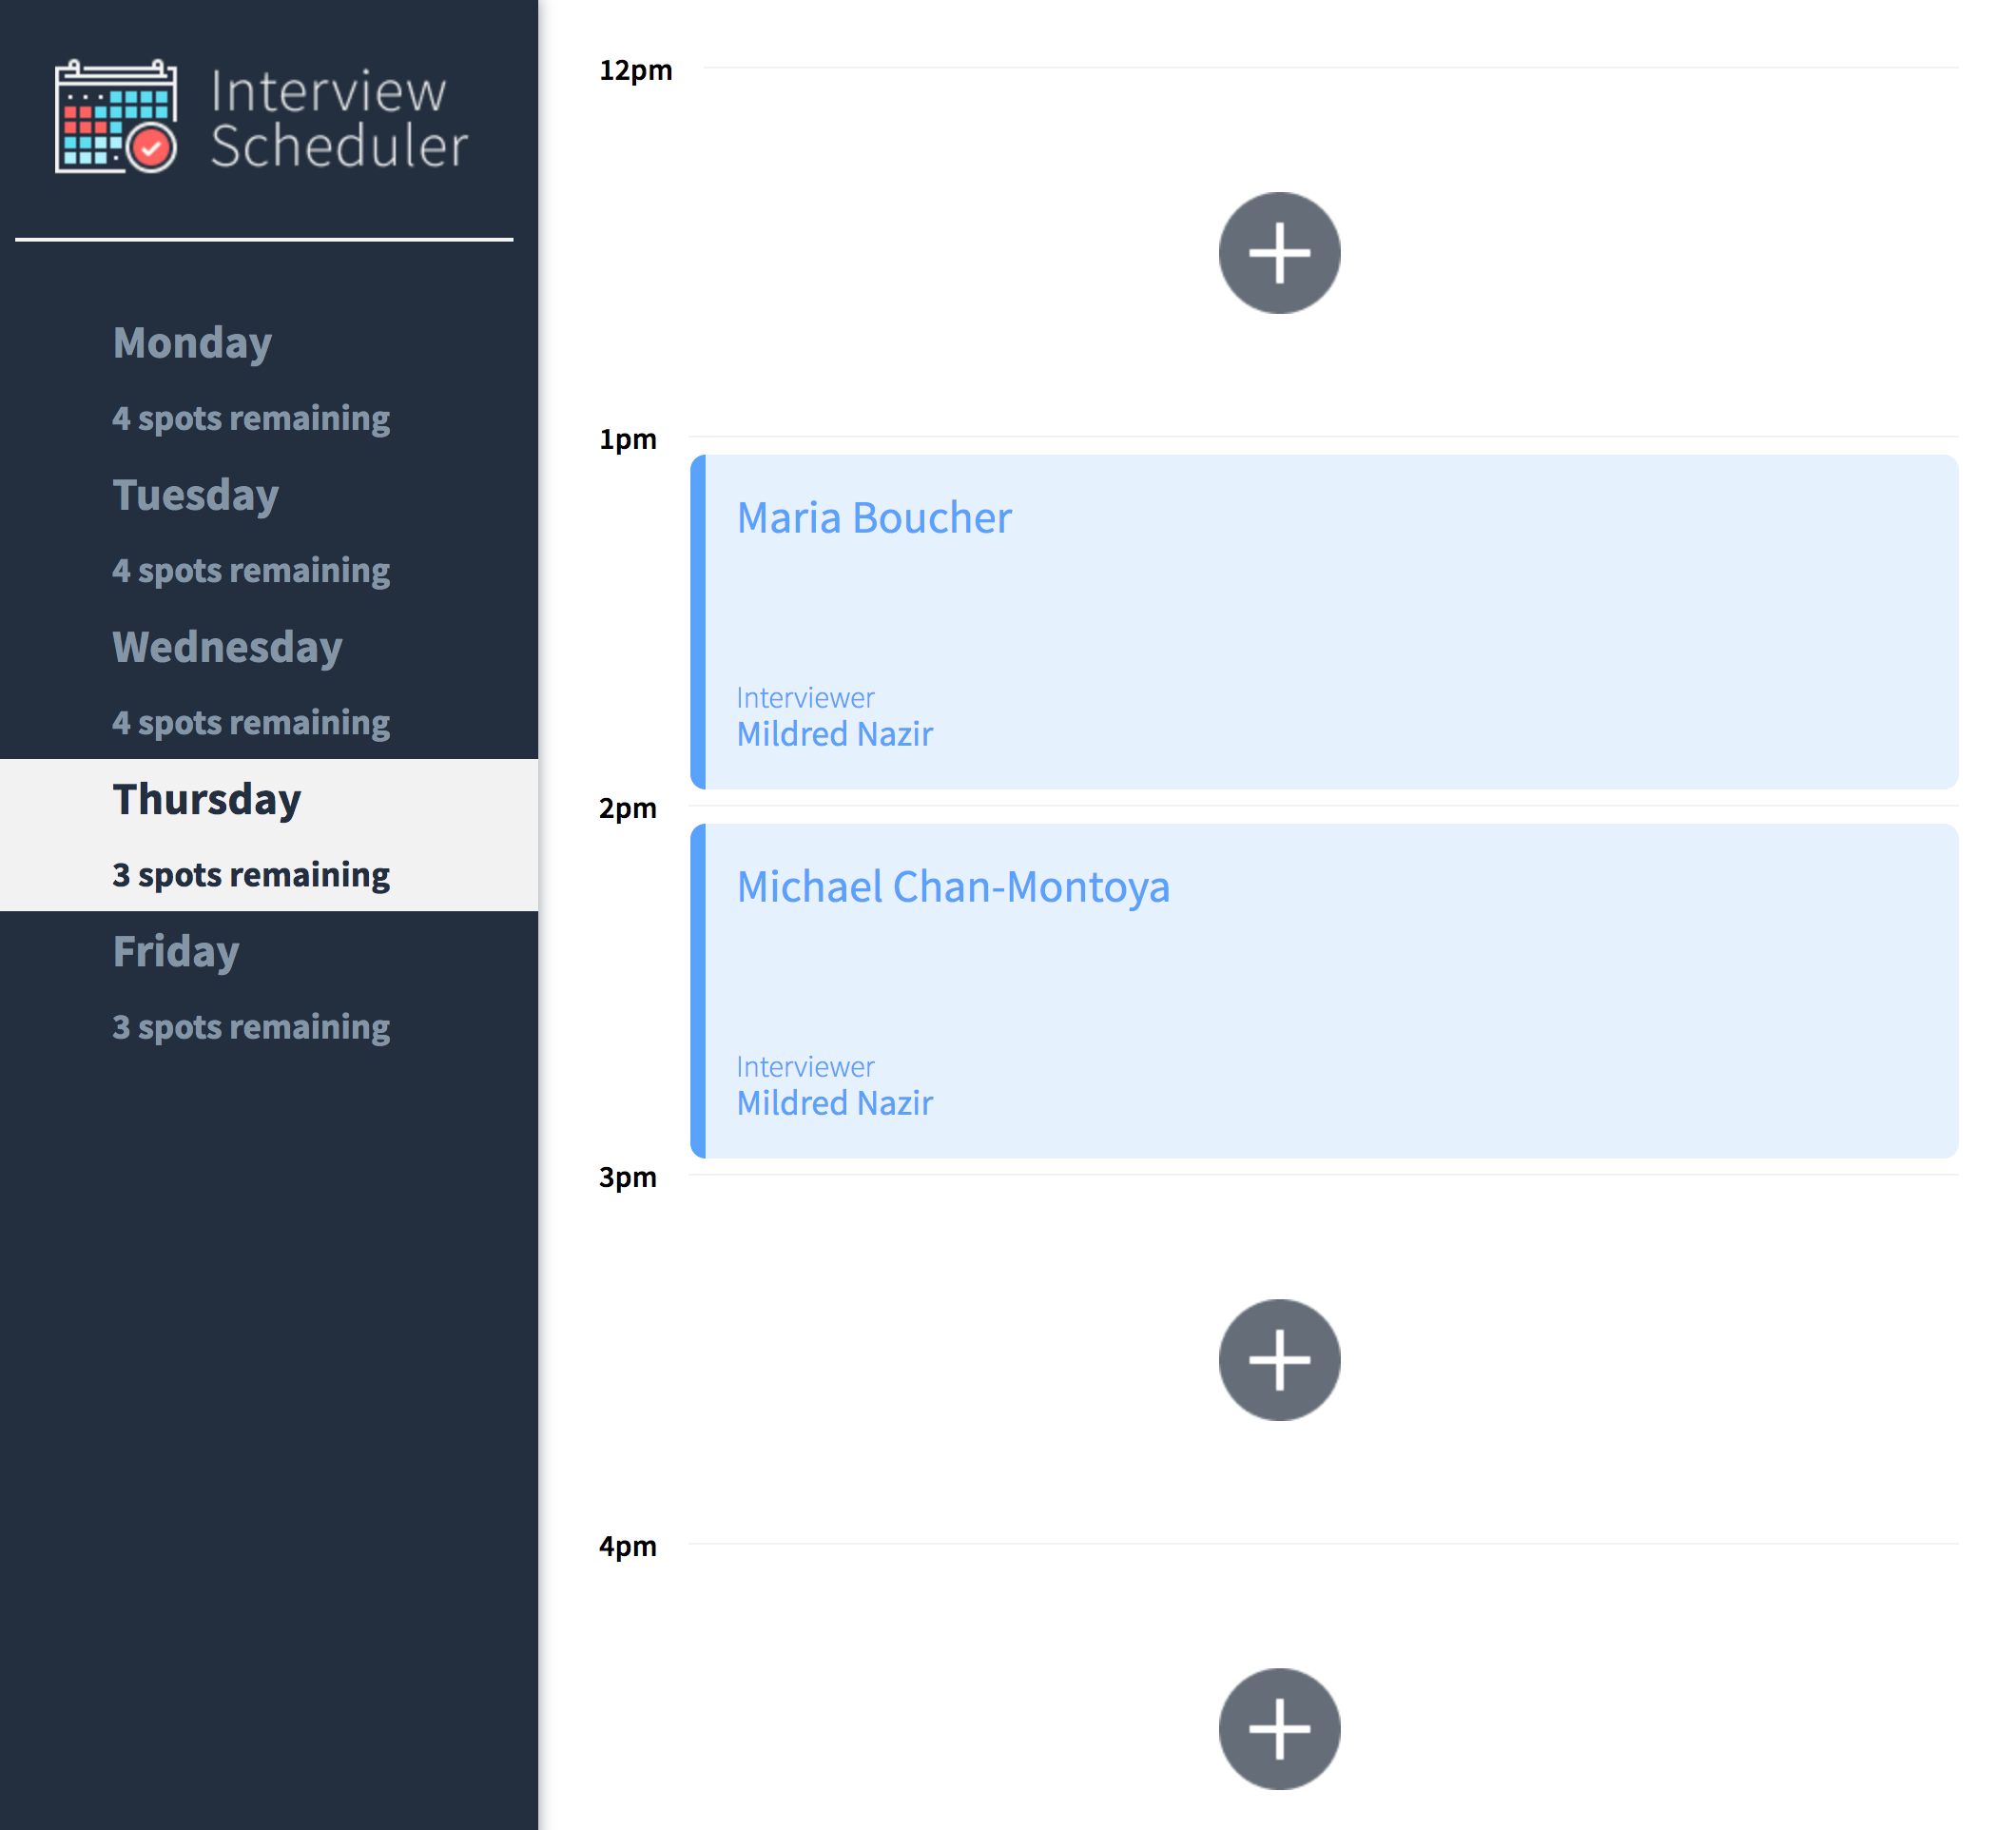 Interview
Scheduler
Monday
4 spots remaining
Tuesday
4 spots remaining
Wednesday
4 spots remaining
Thursday
3 spots remaining
Friday
3 spots remaining
12pm
1pm
Maria Boucher
Interviewer
Mildred Nazir
2pm
Michael Chan-Montoya
Interviewer
Mildred Nazir
3pm
4pm